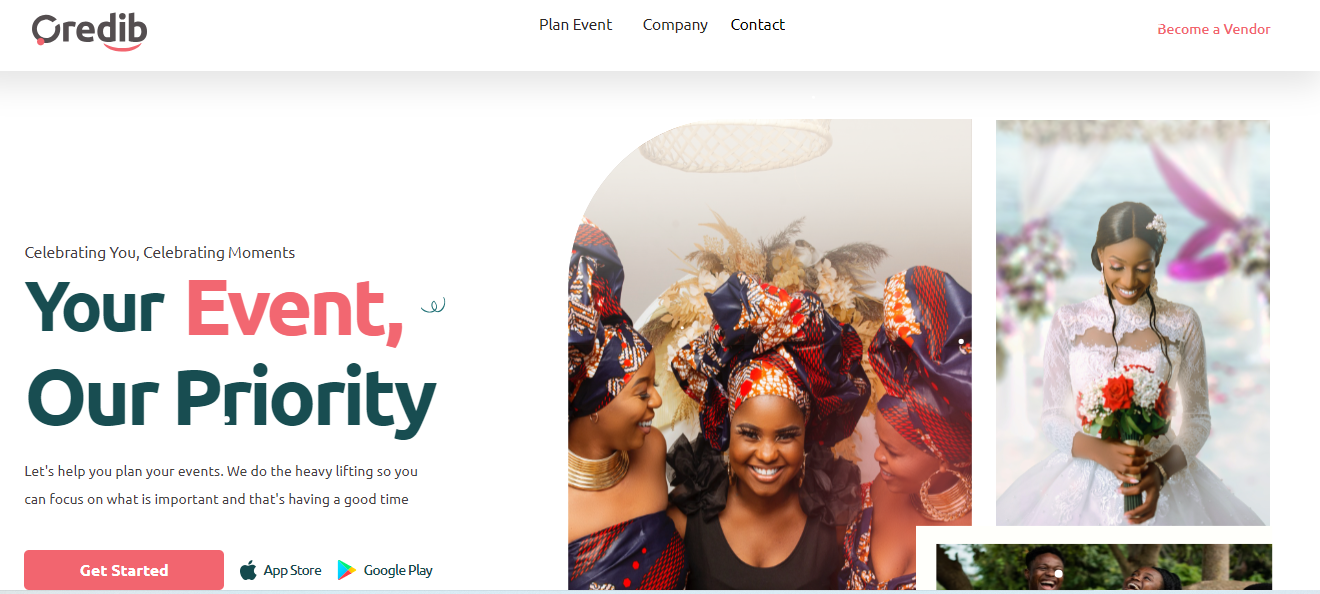 Credib
Plan Event
Company
Contact
Become a Vendor
Celebrating You, Celebrating Moments
Your Event,
Our Priority
Let's help you plan your events. We do the heavy lifting so you
can focus on what is important and that's having a good time
Get Started
App Store
Google Play